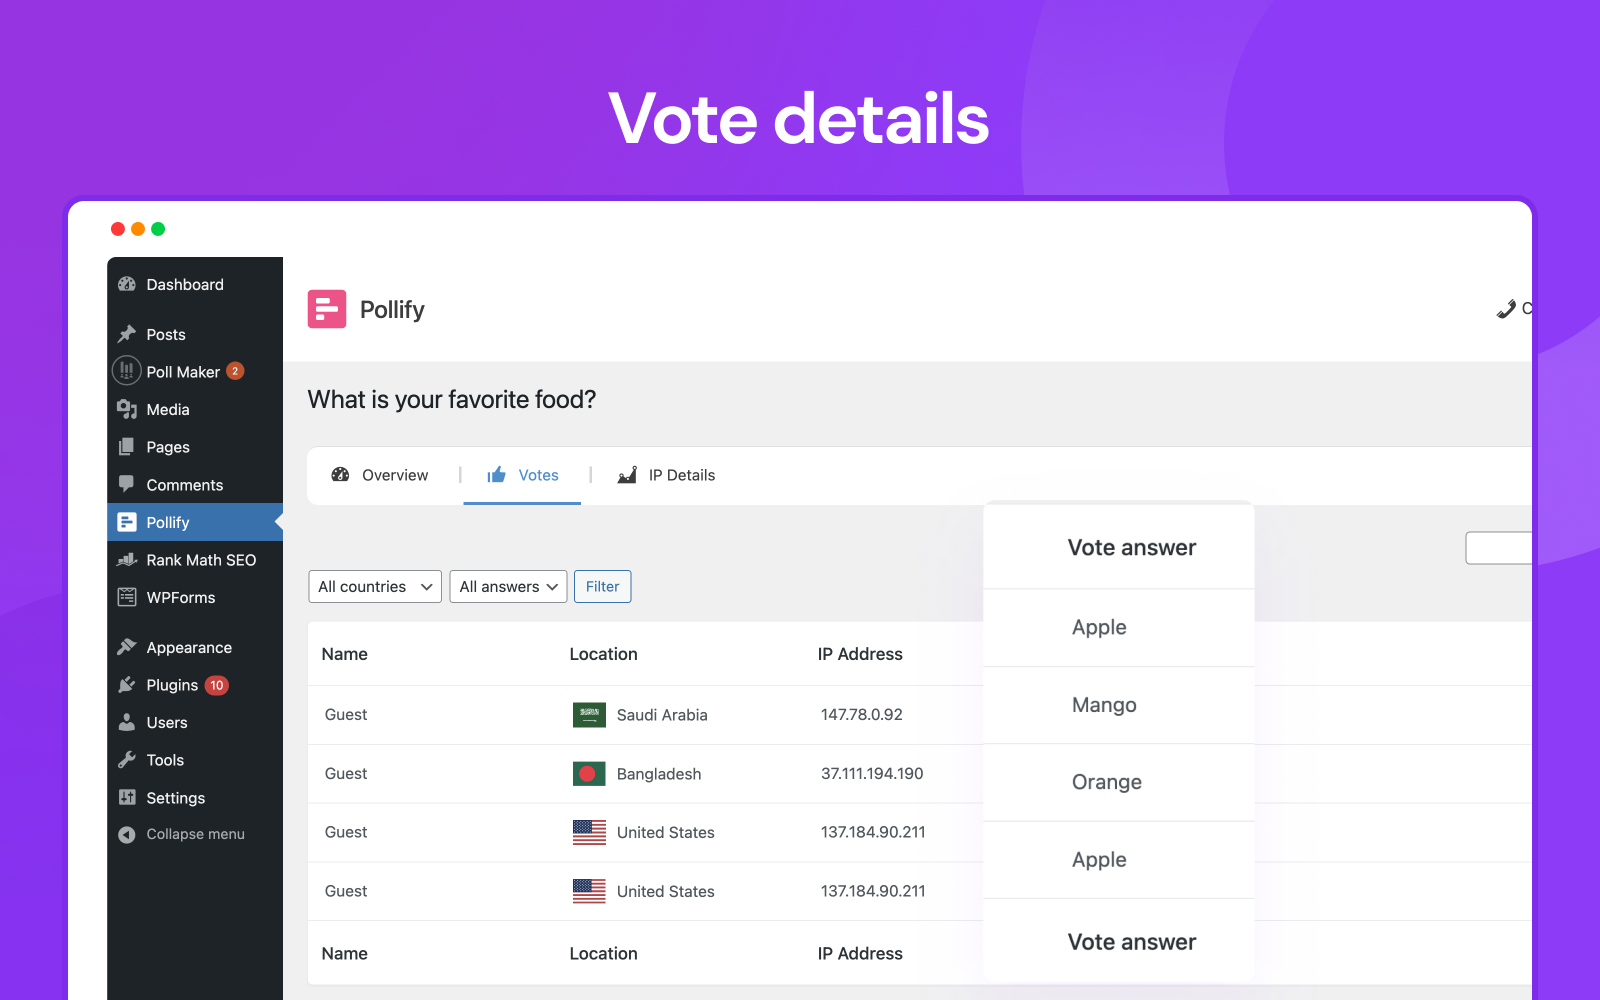 Vote details
Dashboard
Posts
Poll Maker 2
Media
Pages
Comments
Pollify
Rank Math SEO
WPForms
Appearance
Plugins 10
Users
Tools
Settings
Collapse menu
Pollify
C
What is your favorite food?
Overview | Votes | IP Details
All countries All answers Filter
Name Location IP Address Vote answer
Guest Saudi Arabia 147.78.0.92 Apple
Guest Bangladesh 37.111.194.190 Mango
Guest United States 137.184.90.211 Orange
Guest United States 137.184.90.211 Apple
Name Location IP Address Vote answer